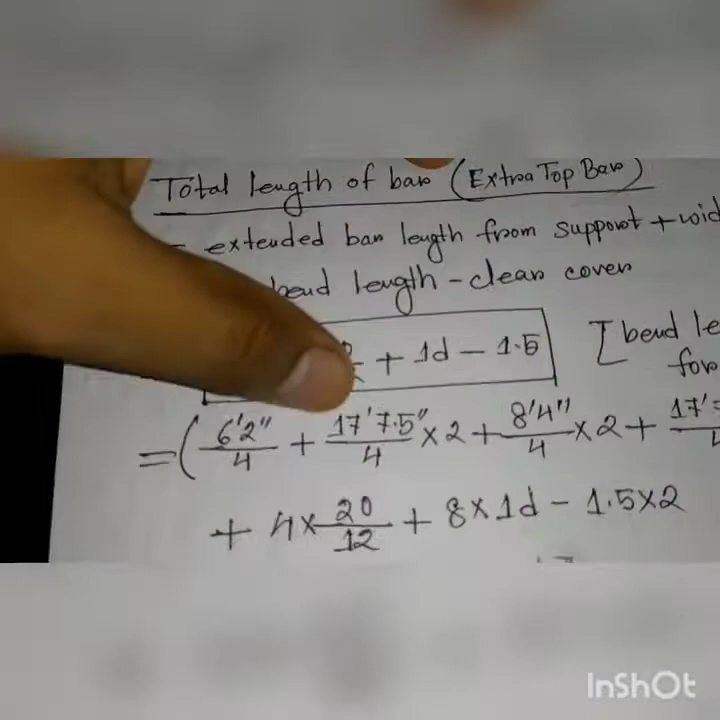 Total length of bar (Extra Top Bar)
= extended bar length from support +
bend length - clear cover
+ 1d - 1.5 [bend
for
= ( 6'2"/4 + 17'7.5"/4 × 2 + 8'4"/4 × 2 + 17'
+ 4 × 20/12 + 8 × 1d - 1.5 × 2
InShOt